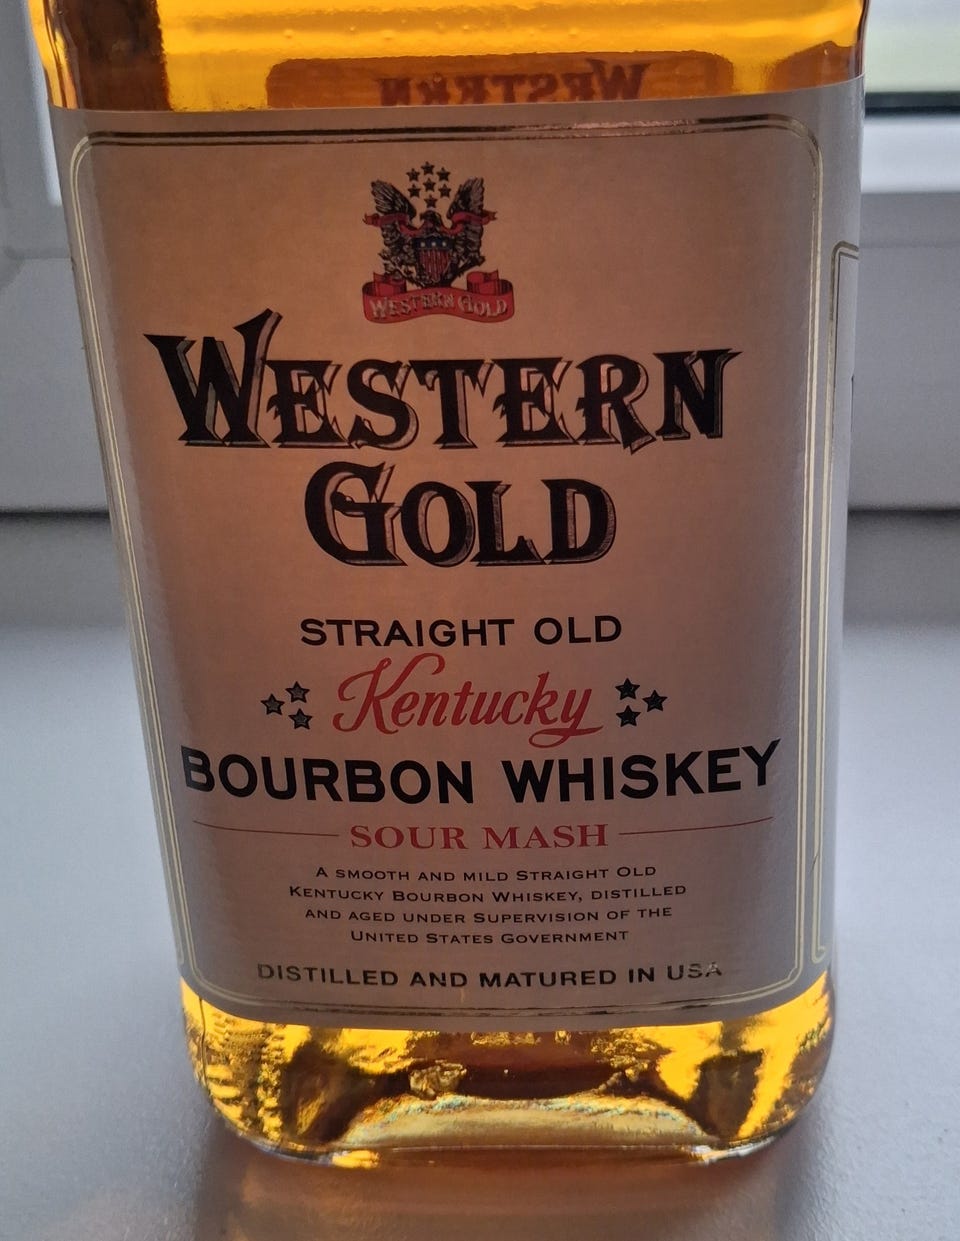 WESTERN
WESTERN GOLD
WESTERN
GOLD
STRAIGHT OLD
Kentucky
BOURBON WHISKEY
SOUR MASH
A SMOOTH AND MILD STRAIGHT OLD
KENTUCKY BOURBON WHISKEY, DISTILLED
AND AGED UNDER SUPERVISION OF THE
UNITED STATES GOVERNMENT
DISTILLED AND MATURED IN USA